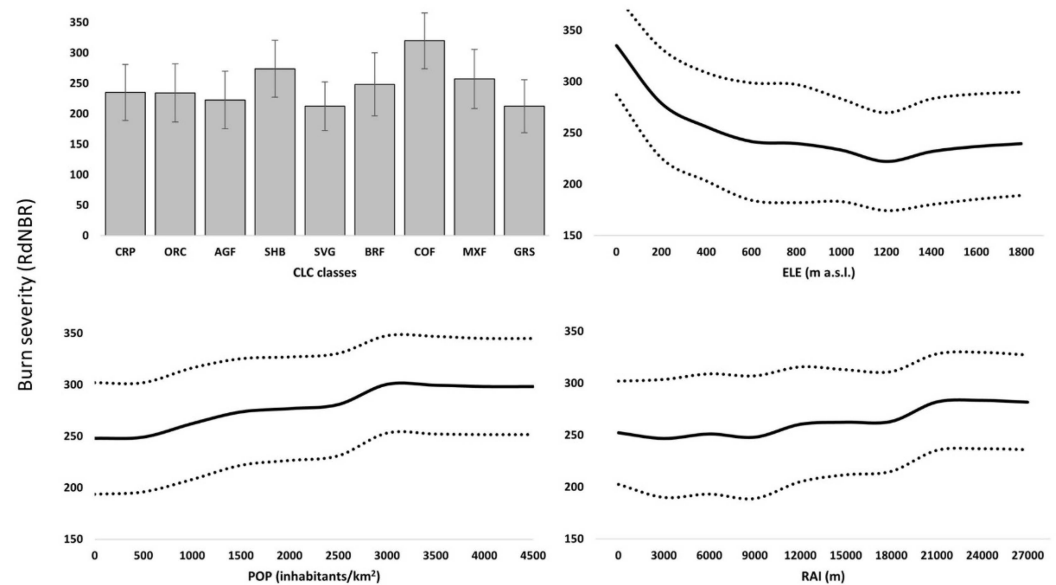 Burn severity (RdNBR)
350
300
250
200
150
100
50
0
CRP ORC AGF SHB SVG BRF COF MXF GRS
CLC classes
350
300
250
200
150
0 200 400 600 800 1000 1200 1400 1600 1800
ELE (m a.s.l.)
350
300
250
200
150
0 500 1000 1500 2000 2500 3000 3500 4000 4500
POP (inhabitants/km²)
350
300
250
200
150
0 3000 6000 9000 12000 15000 18000 21000 24000 27000
RAI (m)